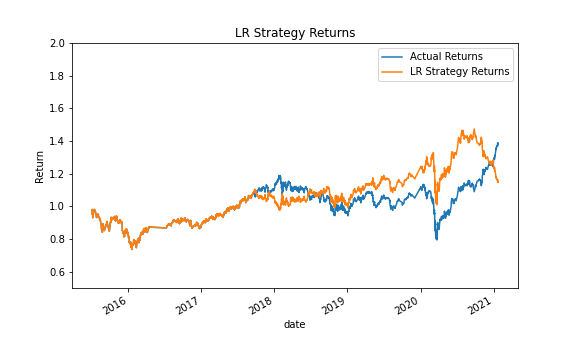 LR Strategy Returns
2.0
1.8
1.6
1.4
1.2
1.0
0.8
0.6
Return
Actual Returns
LR Strategy Returns
2016
2017
2018
2019
2020
2021
date